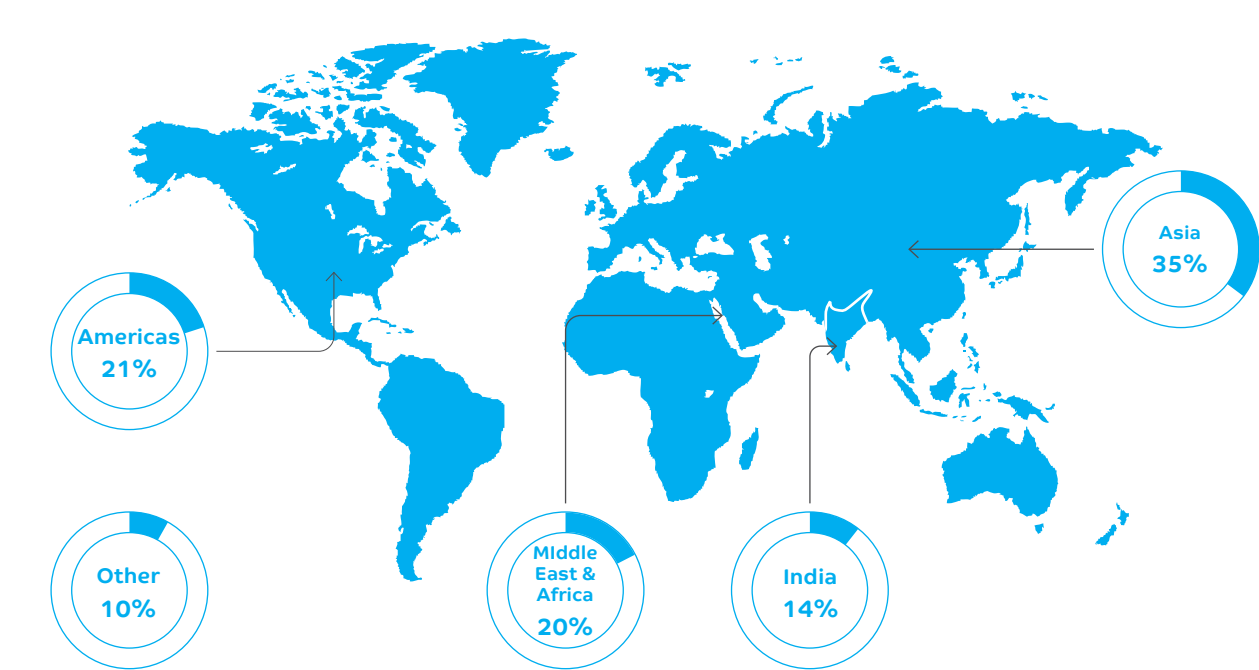 Asia
35%
Americas
21%
Other
10%
MIddle
East &
Africa
20%
India
14%